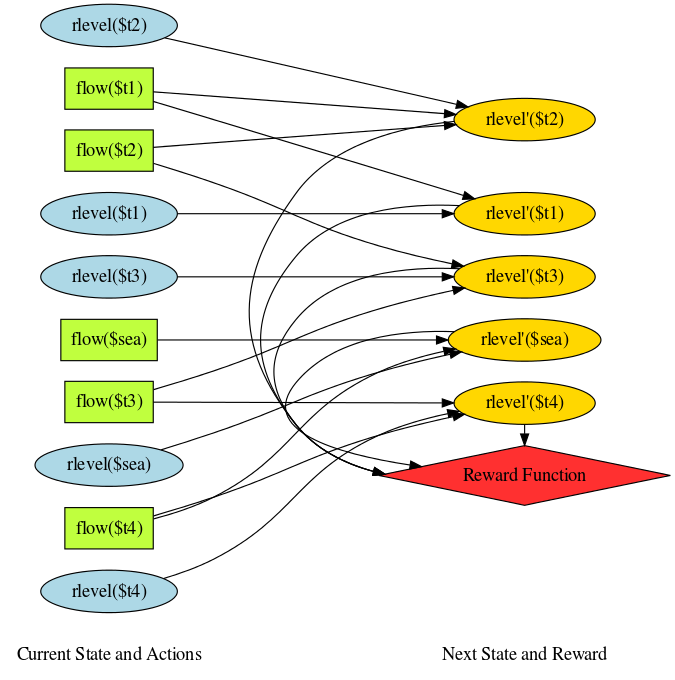 rlevel($t2)
flow($t1)
flow($t2)
rlevel($t1)
rlevel($t3)
flow($sea)
flow($t3)
rlevel($sea)
flow($t4)
rlevel($t4)
Current State and Actions
rlevel'($t2)
rlevel'($t1)
rlevel'($t3)
rlevel'($sea)
rlevel'($t4)
Reward Function
Next State and Reward